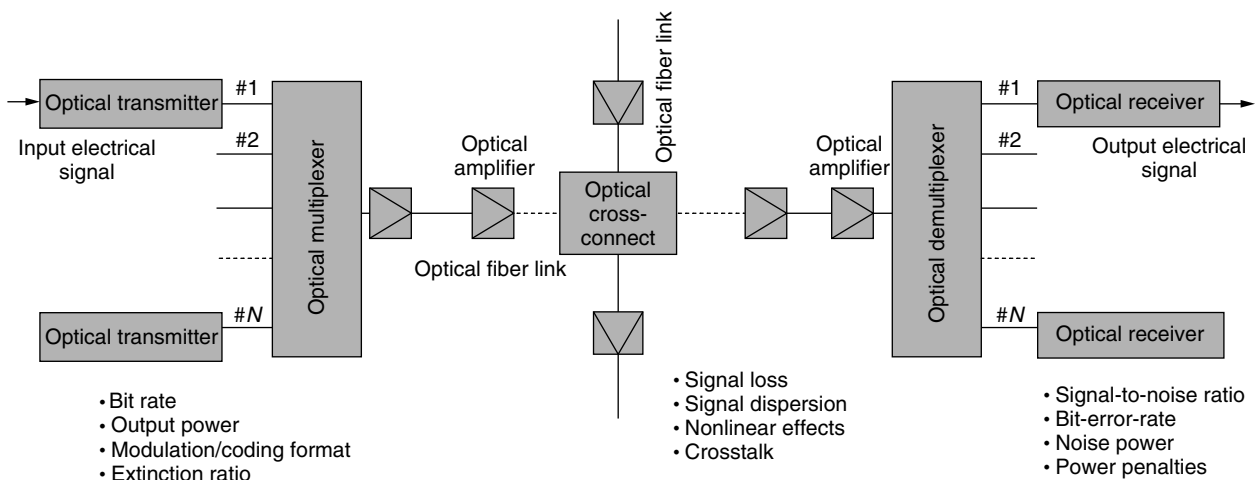 Optical transmitter
Input electrical
signal
#1
#2
Optical multiplexer
#N
Optical transmitter
• Bit rate
• Output power
• Modulation/coding format
• Extinction ratio
Optical
amplifier
Optical fiber link
Optical fiber link
Optical
cross-
connect
• Signal loss
• Signal dispersion
• Nonlinear effects
• Crosstalk
Optical
amplifier
Optical demultiplexer
#1
#2
#N
Optical receiver
Output electrical
signal
Optical receiver
• Signal-to-noise ratio
• Bit-error-rate
• Noise power
• Power penalties